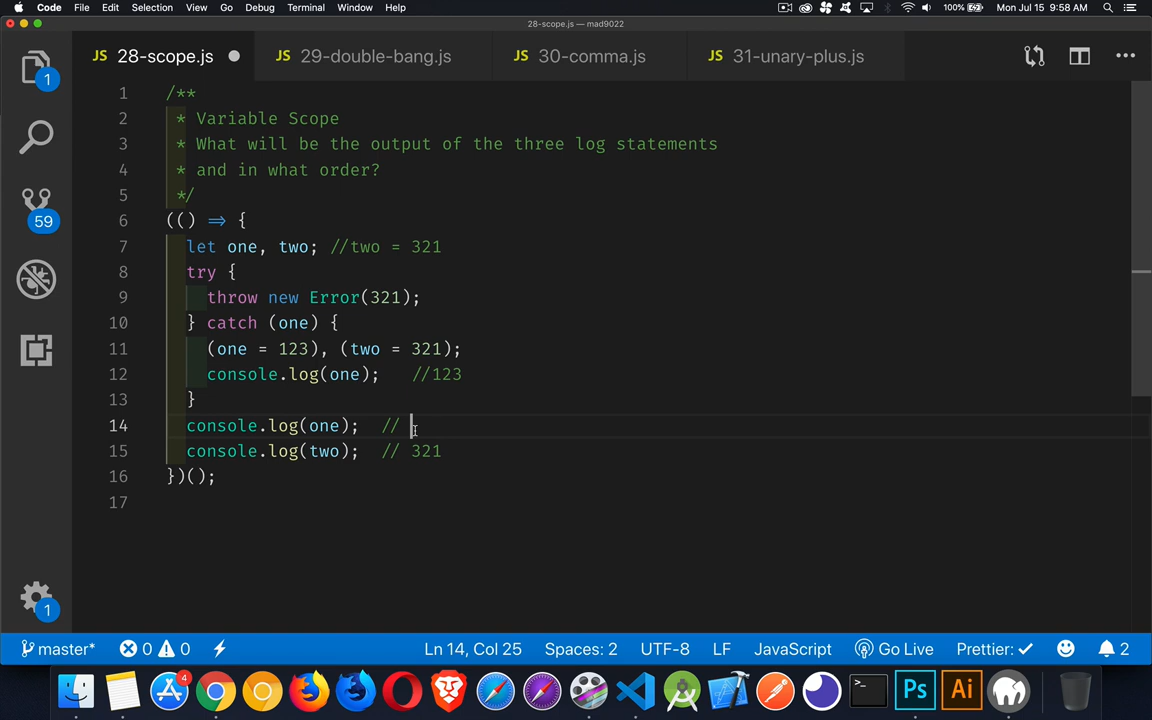 Code File Edit Selection View Go Debug Terminal Window Help 100% Mon Jul 15 9:58 AM
28-scope.js — mad9022
JS 28-scope.js JS 29-double-bang.js JS 30-comma.js JS 31-unary-plus.js
1
59
1
1 /**
2 * Variable Scope
3 * What will be the output of the three log statements
4 * and in what order?
5 */
6 (() => {
7 let one, two; //two = 321
8 try {
9 throw new Error(321);
10 } catch (one) {
11 (one = 123), (two = 321);
12 console.log(one); //123
13 }
14 console.log(one); //
15 console.log(two); // 321
16 })();
17
master* 0 0 Ln 14, Col 25 Spaces: 2 UTF-8 LF JavaScript Go Live Prettier: ✓ 2
4 >_ Ps Ai